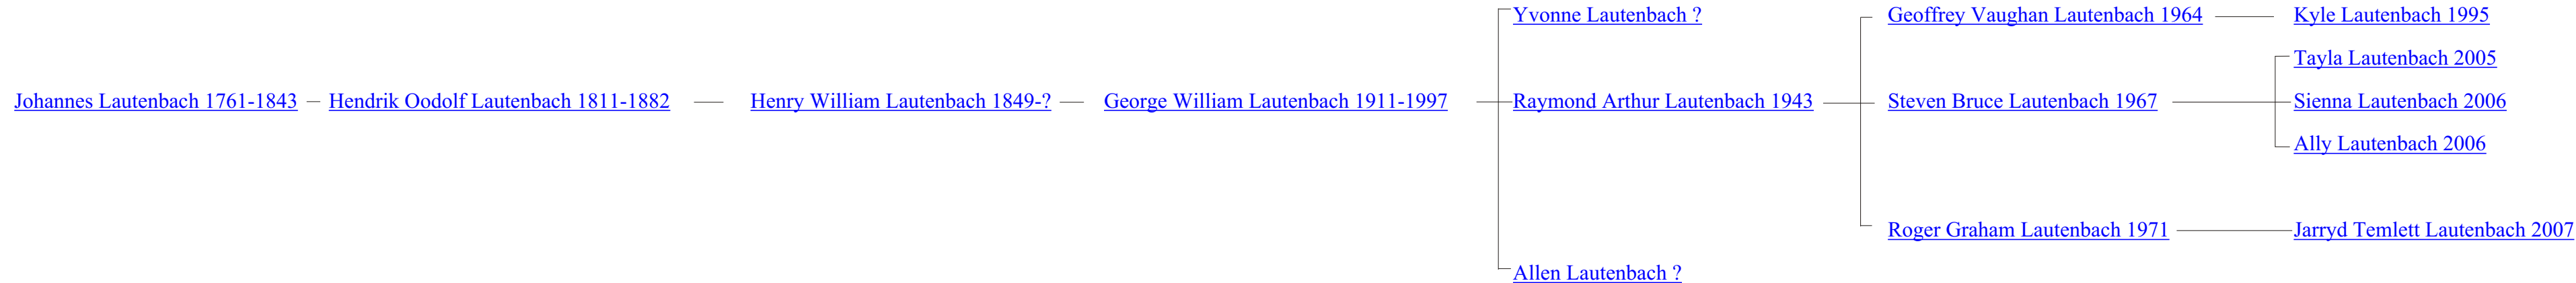 Yvonne Lautenbach ?
Geoffrey Vaughan Lautenbach 1964
Kyle Lautenbach 1995
Tayla Lautenbach 2005
Johannes Lautenbach 1761-1843
Hendrik Oodolf Lautenbach 1811-1882
Henry William Lautenbach 1849-?
George William Lautenbach 1911-1997
Raymond Arthur Lautenbach 1943
Steven Bruce Lautenbach 1967
Sienna Lautenbach 2006
Ally Lautenbach 2006
Roger Graham Lautenbach 1971
Jarryd Temlett Lautenbach 2007
Allen Lautenbach ?